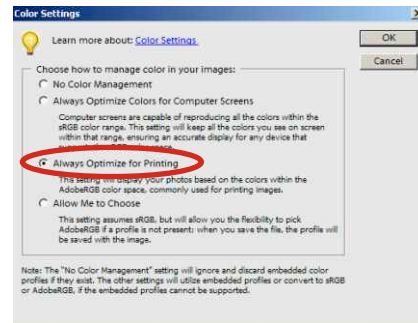 Color Settings
Learn more about: Color Settings
OK
Cancel
Choose how to manage color in your images:
No Color Management
Always Optimize Colors for Computer Screens
Computer screens are capable of reproducing all the colors within the
sRGB color range. This setting will keep all the colors you see on screen
within that range, ensuring an accurate display for any device that
Always Optimize for Printing
This setting will display your photos based on the colors within the
AdobeRGB color space, commonly used for printing images.
Allow Me to Choose
This setting assumes sRGB, but will allow you the flexibility to pick
AdobeRGB if a profile is not present; when you save the file, the profile will
be saved with the image.
Note: The "No Color Management" setting will ignore and discard embedded color
profiles if they exist. The other settings will utilize embedded profiles or convert to sRGB
or AdobeRGB, if the embedded profiles cannot be supported.